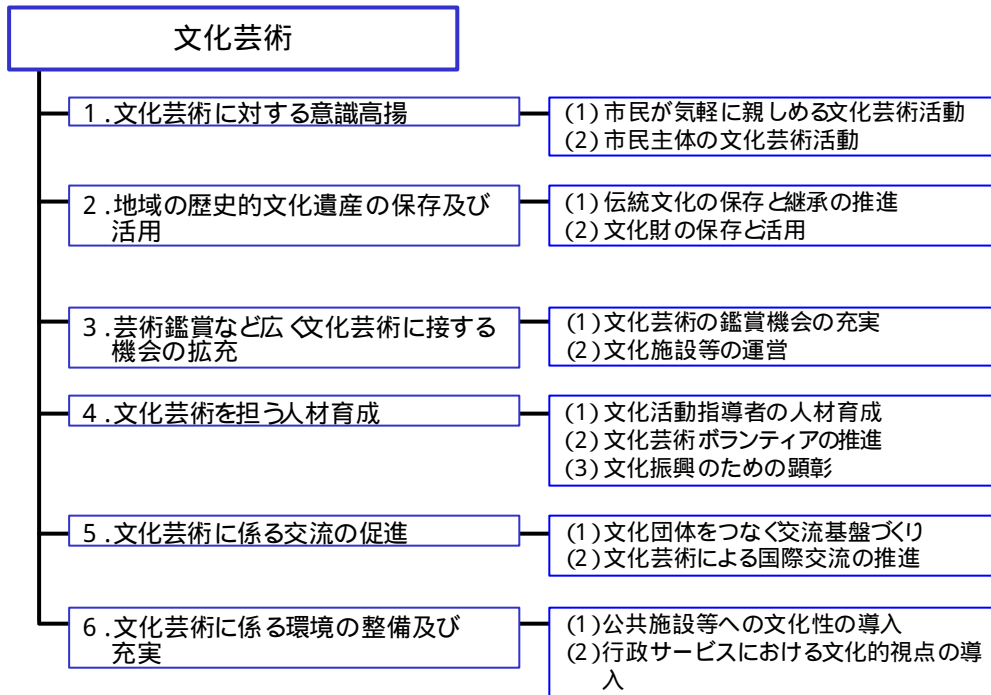 文化芸術
1.文化芸術に対する意識高揚
(1)市民が気軽に親しめる文化芸術活動
(2)市民主体の文化芸術活動
2.地域の歴史的文化遺産の保存及び
活用
(1)伝統文化の保存と継承の推進
(2)文化財の保存と活用
3.芸術鑑賞など広く文化芸術に接する
機会の拡充
(1)文化芸術の鑑賞機会の充実
(2)文化施設等の運営
4.文化芸術を担う人材育成
(1)文化活動指導者の人材育成
(2)文化芸術ボランティアの推進
(3)文化振興のための顕彰
5.文化芸術に係る交流の促進
(1)文化団体をつなぐ交流基盤づくり
(2)文化芸術による国際交流の推進
6.文化芸術に係る環境の整備及び
充実
(1)公共施設等への文化性の導入
(2)行政サービスにおける文化的視点の導
入